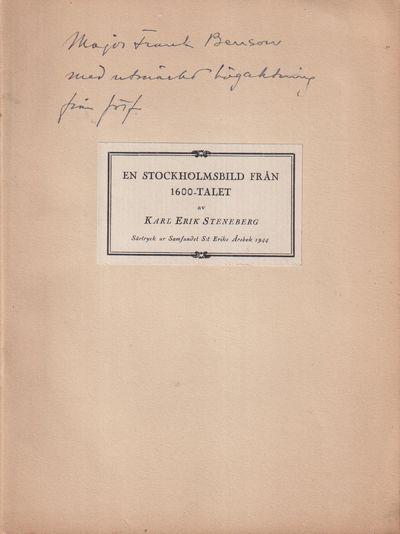 Major Frank Benson
med utmärkt högaktning
från förf.
EN STOCKHOLMSBILD FRÅN
1600-TALET
AV
KARL ERIK STENEBERG
Särtryck ur Samfundet S:t Eriks Årsbok 1944